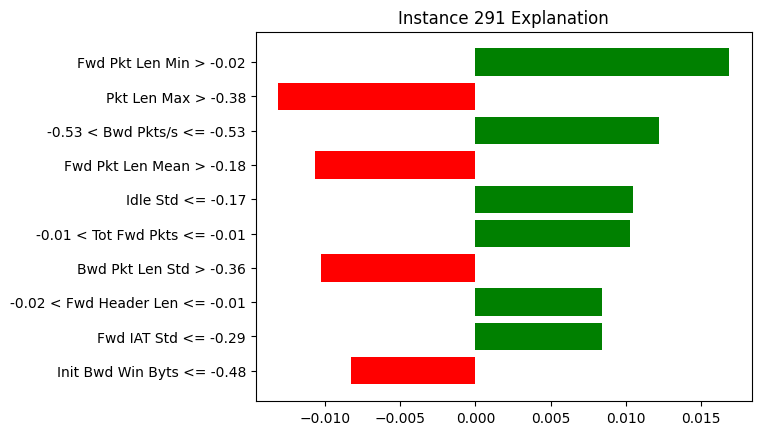 Instance 291 Explanation
Fwd Pkt Len Min > -0.02
Pkt Len Max > -0.38
-0.53 < Bwd Pkts/s <= -0.53
Fwd Pkt Len Mean > -0.18
Idle Std <= -0.17
-0.01 < Tot Fwd Pkts <= -0.01
Bwd Pkt Len Std > -0.36
-0.02 < Fwd Header Len <= -0.01
Fwd IAT Std <= -0.29
Init Bwd Win Byts <= -0.48
−0.010 −0.005 0.000 0.005 0.010 0.015